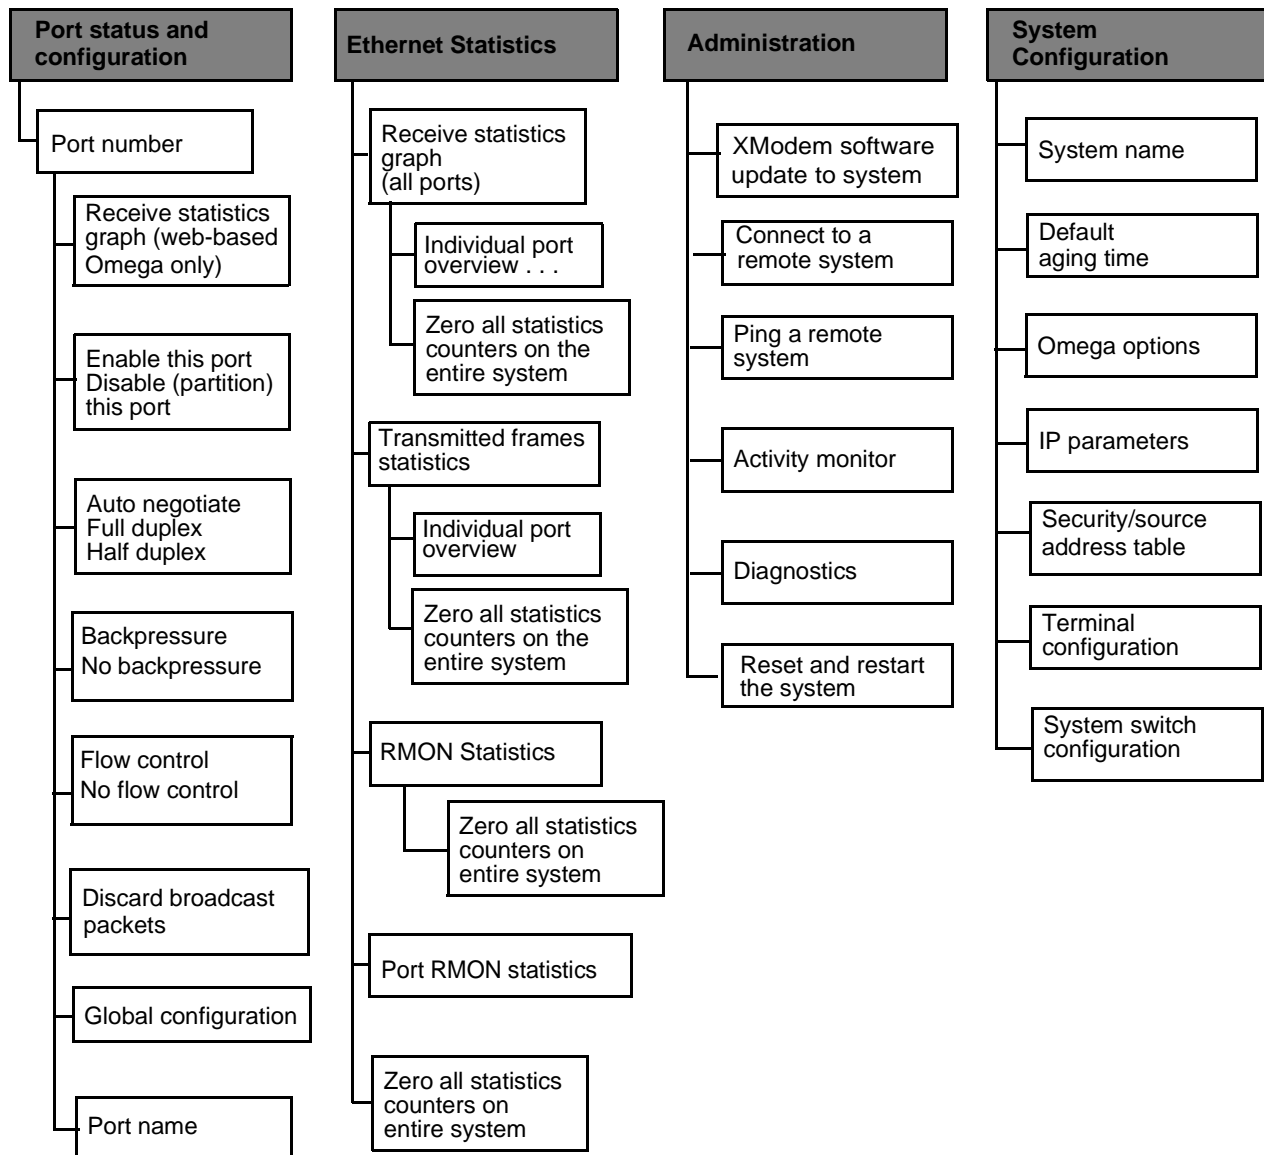 Port status and
configuration
Port number
Receive statistics
graph (web-based
Omega only)
Enable this port
Disable (partition)
this port
Auto negotiate
Full duplex
Half duplex
Backpressure
No backpressure
Flow control
No flow control
Discard broadcast
packets
Global configuration
Port name
Ethernet Statistics
Receive statistics
graph
(all ports)
Individual port
overview . . .
Zero all statistics
counters on the
entire system
Transmitted frames
statistics
Individual port
overview
Zero all statistics
counters on the
entire system
RMON Statistics
Zero all statistics
counters on
entire system
Port RMON statistics
Zero all statistics
counters on
entire system
Administration
XModem software
update to system
Connect to a
remote system
Ping a remote
system
Activity monitor
Diagnostics
Reset and restart
the system
System
Configuration
System name
Default
aging time
Omega options
IP parameters
Security/source
address table
Terminal
configuration
System switch
configuration